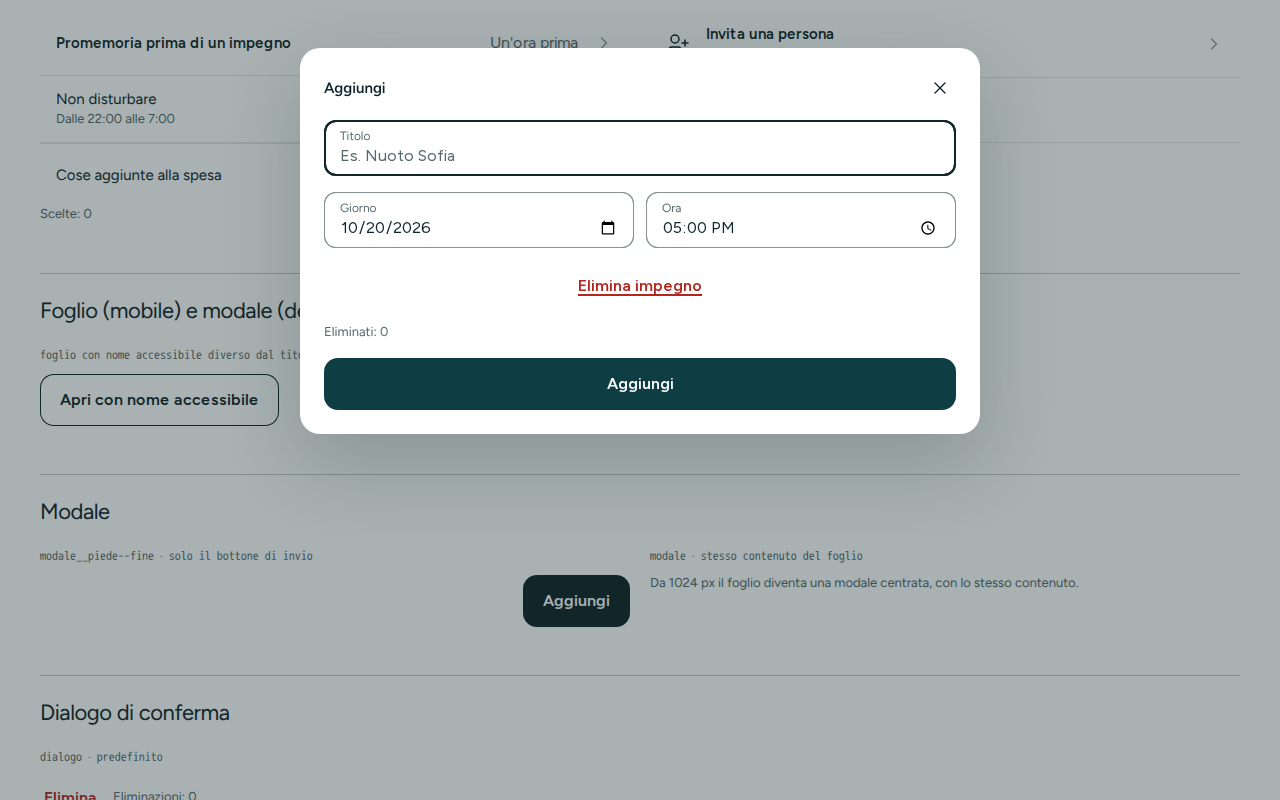 Promemoria prima di un impegno
Un'ora prima
Invita una persona
Non disturbare
Dalle 22:00 alle 7:00
Cose aggiunte alla spesa
Scelte: 0
Aggiungi
Titolo
Es. Nuoto Sofia
Giorno
10/20/2026
Ora
05:00 PM
Elimina impegno
Eliminati: 0
Aggiungi
Foglio (mobile) e modale (de
foglio con nome accessibile diverso dal tito
Apri con nome accessibile
Modale
modale__piede--fine · solo il bottone di invio
Aggiungi
modale · stesso contenuto del foglio
Da 1024 px il foglio diventa una modale centrata, con lo stesso contenuto.
Dialogo di conferma
dialogo · predefinito
Elimina
Eliminazioni: 0